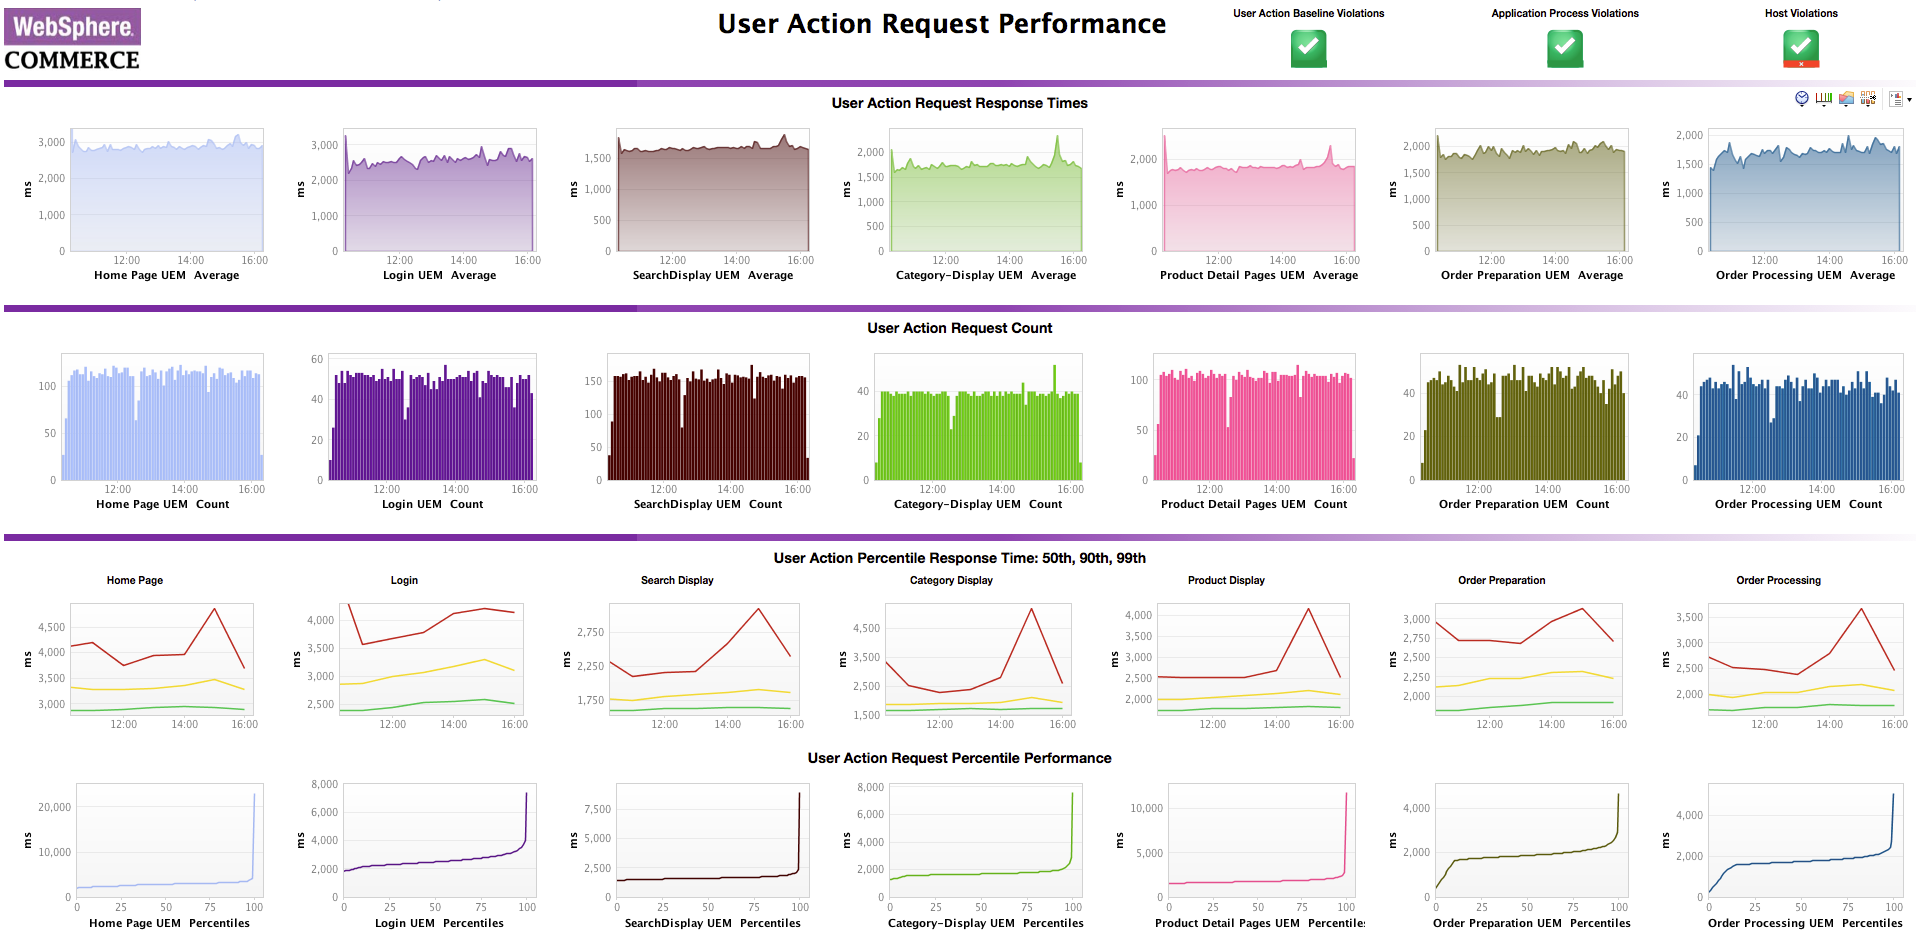 WebSphere.
COMMERCE
User Action Request Performance
User Action Baseline Violations
Application Process Violations
Host Violations
User Action Request Response Times
ms
3,000
2,000
1,000
0
12:00 14:00 16:00
Home Page UEM Average
ms
3,000
2,000
1,000
0
12:00 14:00 16:00
Login UEM Average
ms
1,500
1,000
500
0
12:00 14:00 16:00
SearchDisplay UEM Average
ms
2,000
1,500
1,000
500
0
12:00 14:00 16:00
Category-Display UEM Average
ms
2,000
1,000
0
12:00 14:00 16:00
Product Detail Pages UEM Average
ms
2,000
1,500
1,000
500
0
12:00 14:00 16:00
Order Preparation UEM Average
ms
2,000
1,500
1,000
500
0
12:00 14:00 16:00
Order Processing UEM Average
User Action Request Count
100
50
0
12:00 14:00 16:00
Home Page UEM Count
60
40
20
0
12:00 14:00 16:00
Login UEM Count
150
100
50
0
12:00 14:00 16:00
SearchDisplay UEM Count
40
20
0
12:00 14:00 16:00
Category-Display UEM Count
100
50
0
12:00 14:00 16:00
Product Detail Pages UEM Count
40
20
0
12:00 14:00 16:00
Order Preparation UEM Count
40
20
0
12:00 14:00 16:00
Order Processing UEM Count
User Action Percentile Response Time: 50th, 90th, 99th
Home Page
ms
4,500
4,000
3,500
3,000
12:00 14:00 16:00
Login
ms
4,000
3,500
3,000
2,500
12:00 14:00 16:00
Search Display
ms
2,750
2,250
1,750
12:00 14:00 16:00
Category Display
ms
4,500
3,500
2,500
1,500
12:00 14:00 16:00
Product Display
ms
4,000
3,500
3,000
2,500
2,000
12:00 14:00 16:00
Order Preparation
ms
3,000
2,750
2,500
2,250
2,000
12:00 14:00 16:00
Order Processing
ms
3,500
3,000
2,500
2,000
12:00 14:00 16:00
User Action Request Percentile Performance
ms
20,000
10,000
0
0 25 50 75 100
Home Page UEM Percentiles
ms
8,000
6,000
4,000
2,000
0
0 25 50 75 100
Login UEM Percentiles
ms
7,500
5,000
2,500
0
0 25 50 75 100
SearchDisplay UEM Percentiles
ms
8,000
6,000
4,000
2,000
0
0 25 50 75 100
Category-Display UEM Percentiles
ms
10,000
5,000
0
0 25 50 75 100
Product Detail Pages UEM Percentiles
ms
4,000
2,000
0
0 25 50 75 100
Order Preparation UEM Percentiles
ms
4,000
2,000
0
0 25 50 75 100
Order Processing UEM Percentiles